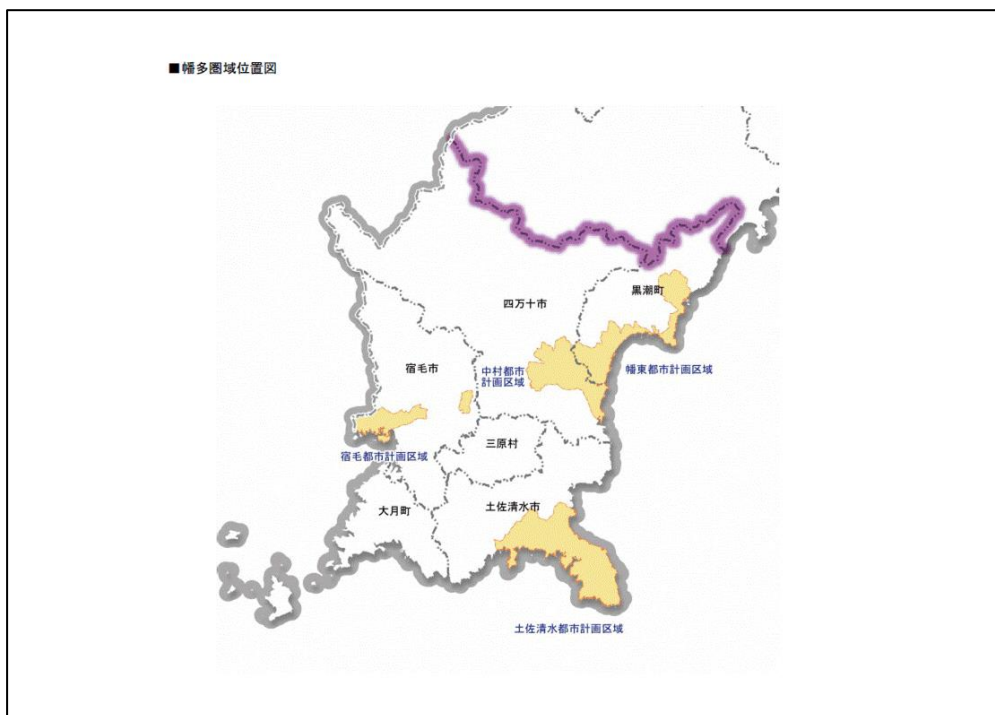 ■幡多圏域位置図
黒潮町
四万十市
宿毛市
中村都市
計画区域
幡東都市計画区域
三原村
宿毛都市計画区域
大月町
土佐清水市
土佐清水都市計画区域